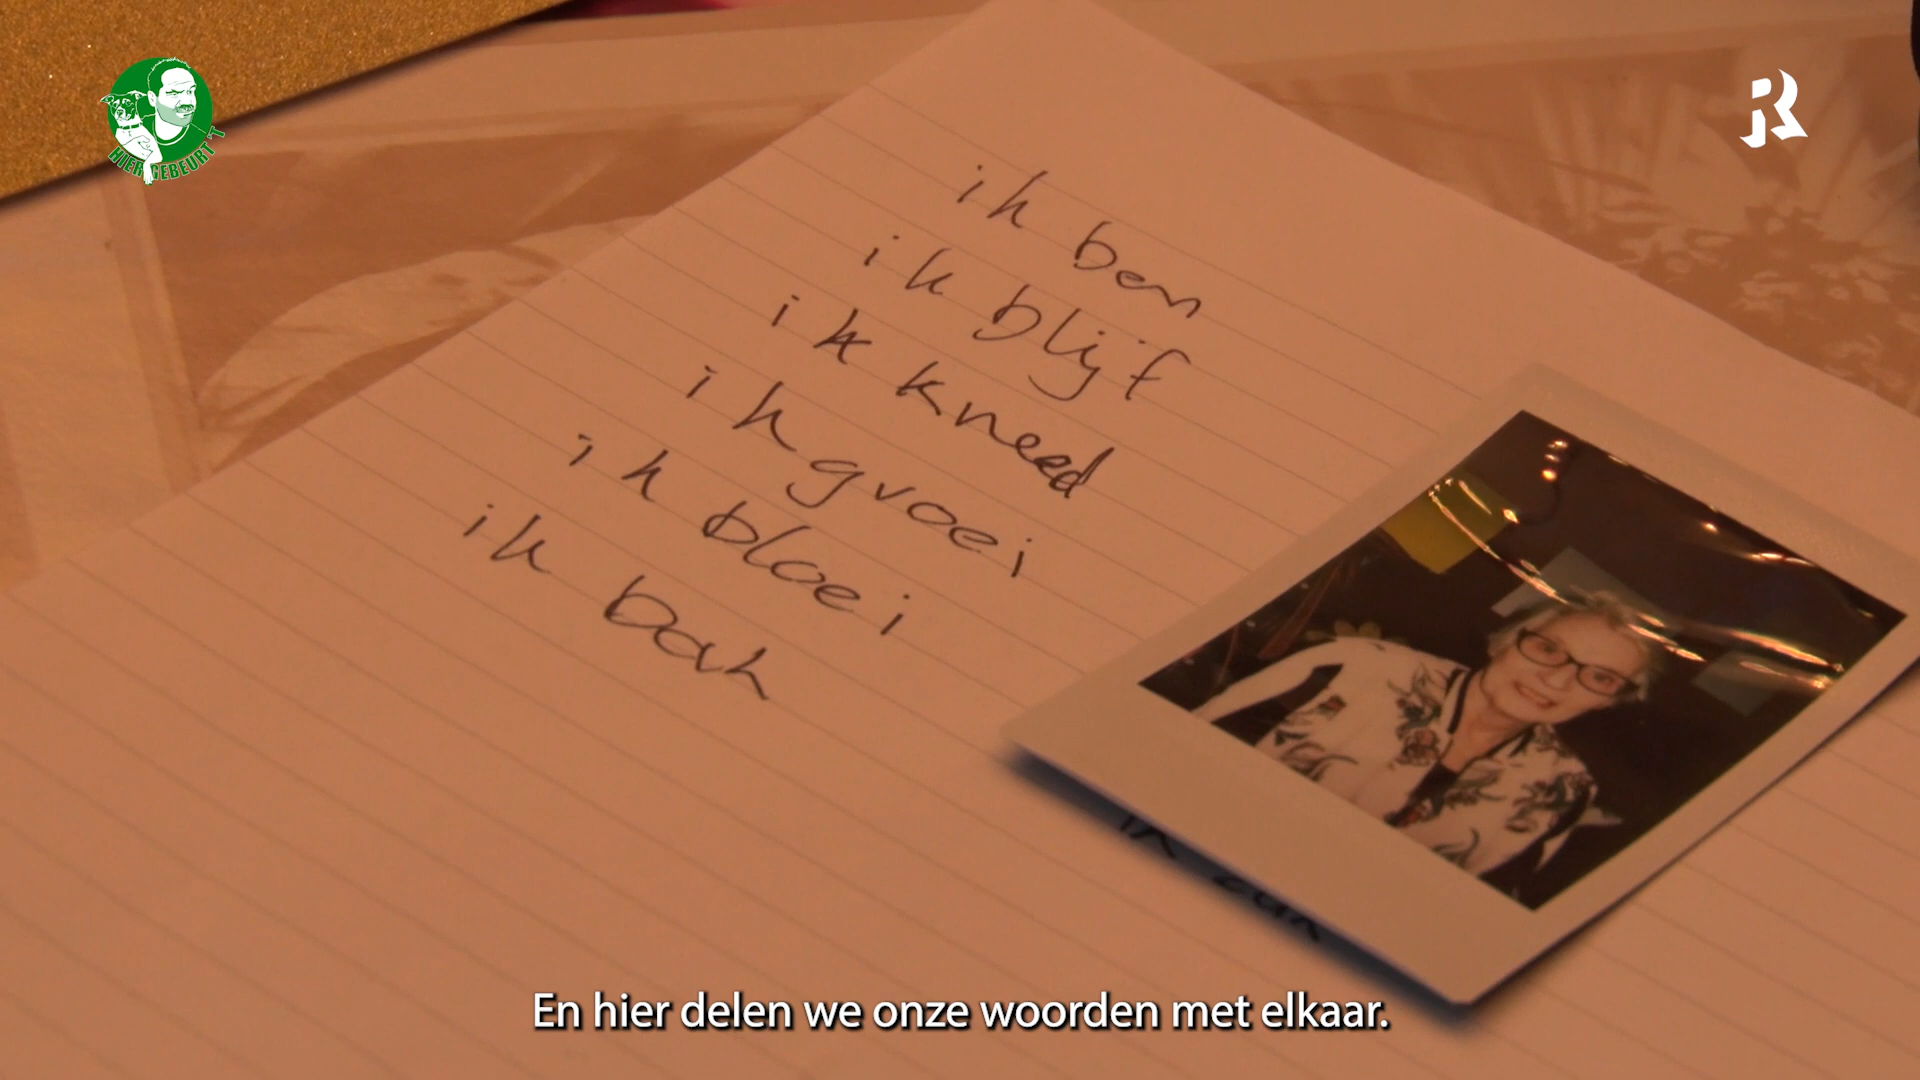 HIER GEBEURT 'T
R
ik ben
ik blijf
ik kneed
ik groei
ik bloei
ik bak
ik
En hier delen we onze woorden met elkaar.